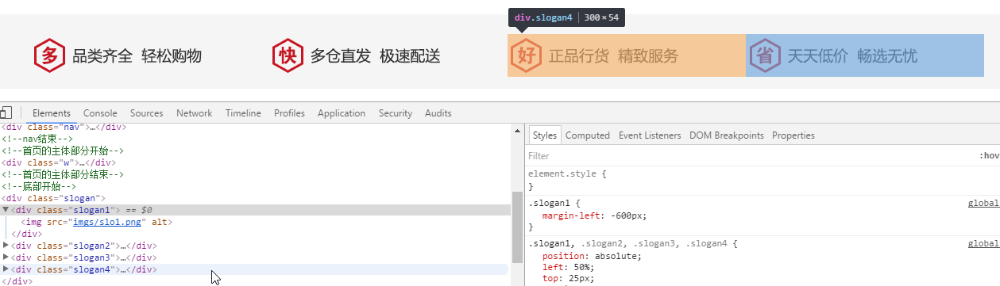 div.slogan4 300×54
多 品类齐全 轻松购物 快 多仓直发 极速配送 好 正品行货 精致服务 省 天天低价 畅选无忧
Elements Console Sources Network Timeline Profiles Application Security Audits
<div class="nav">…</div>
<!--nav结束-->
<!--首页的主体部分开始-->
<div class="w">…</div>
<!--首页的主体部分结束-->
<!--底部开始-->
<div class="slogan">
<div class="slogan1"> == $0
<img src="imgs/slo1.png" alt>
</div>
<div class="slogan2">…</div>
<div class="slogan3">…</div>
<div class="slogan4">…</div>
</div>
Styles Computed Event Listeners DOM Breakpoints Properties
Filter :hov
element.style {
}
.slogan1 { global
margin-left: -600px;
}
.slogan1, .slogan2, .slogan3, .slogan4 { global
position: absolute;
left: 50%;
top: 25px;